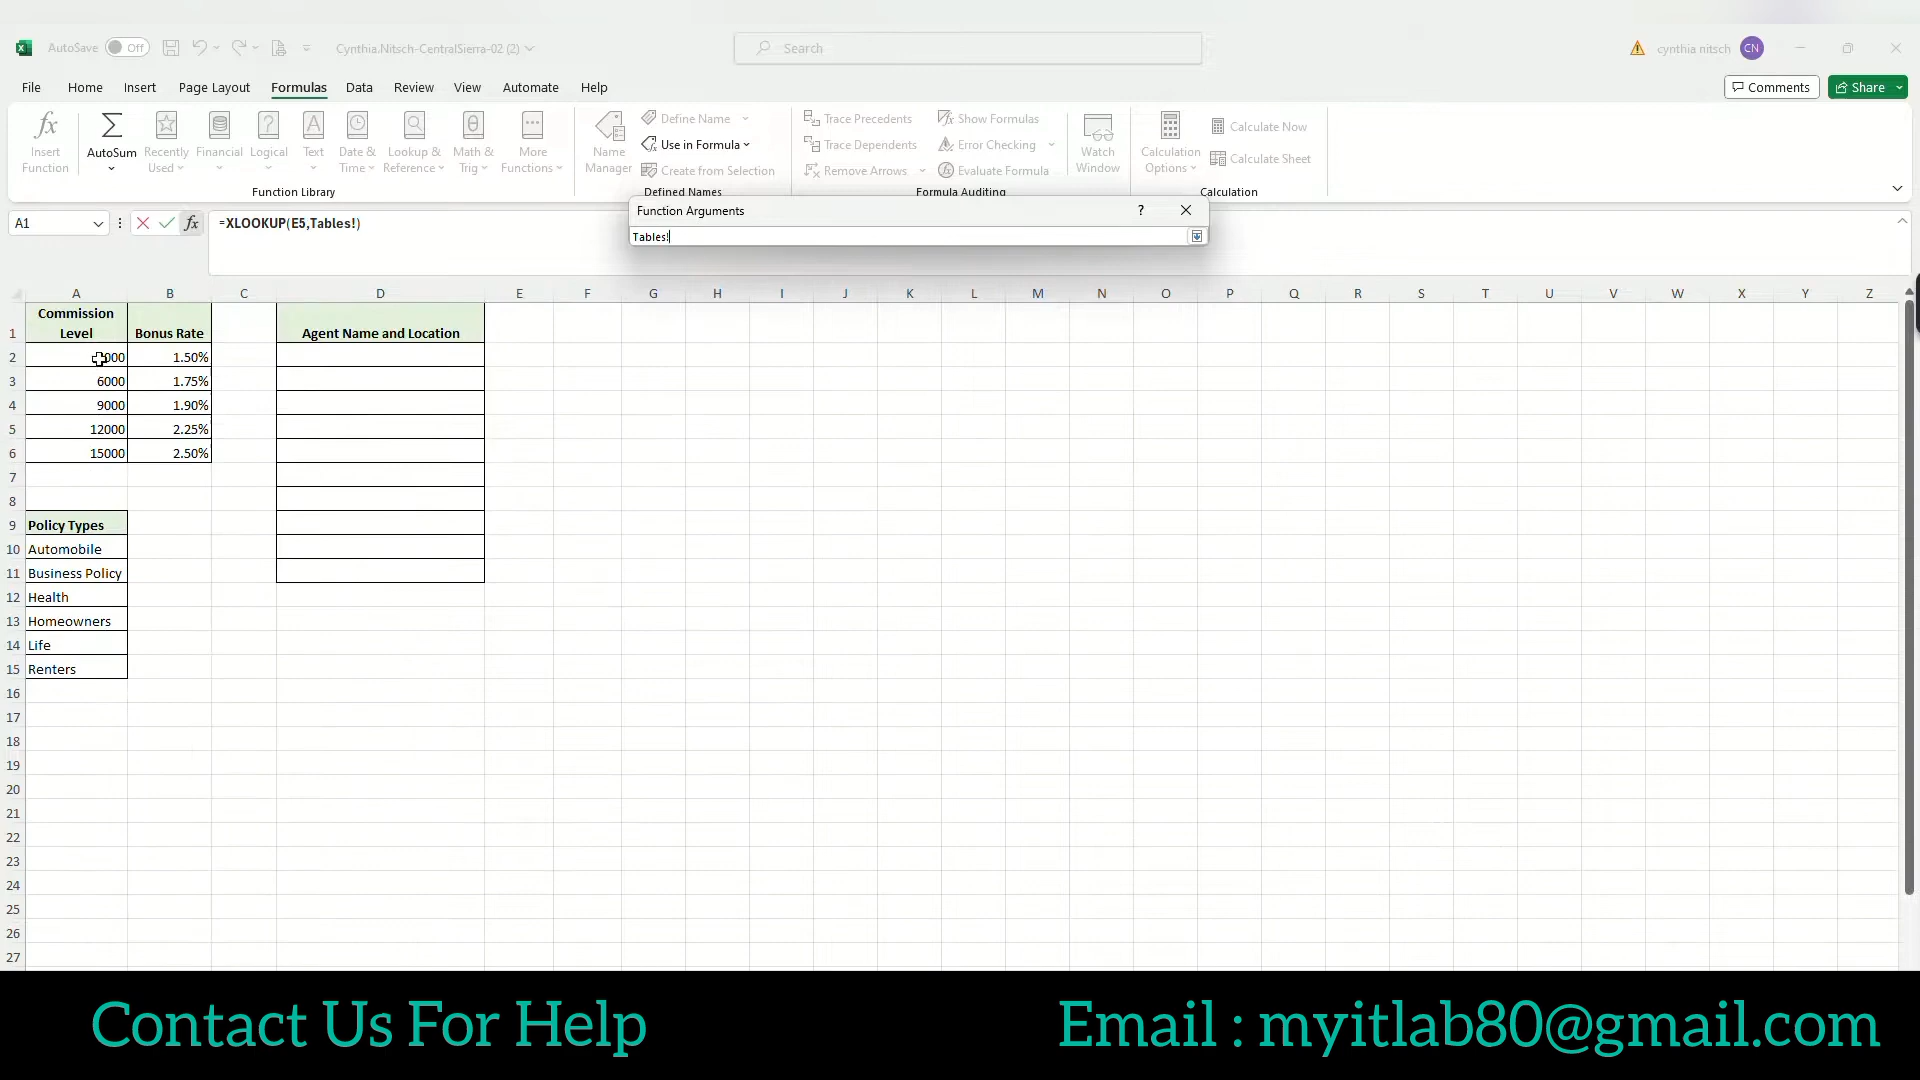 AutoSave Off Cynthia.Nitsch-CentralSierra-02 (2) Search cynthia nitsch CN
File Home Insert Page Layout Formulas Data Review View Automate Help Comments Share
Insert Function
AutoSum
Recently Used
Financial
Logical
Text
Date & Time
Lookup & Reference
Math & Trig
More Functions
Function Library
Name Manager
Define Name
Use in Formula
Create from Selection
Defined Names
Trace Precedents
Trace Dependents
Remove Arrows
Show Formulas
Error Checking
Evaluate Formula
Formula Auditing
Watch Window
Calculation Options
Calculate Now
Calculate Sheet
Calculation
Function Arguments ?
Tables!
A1 fx =XLOOKUP(E5,Tables!)
A B C D E F G H I J K L M N O P Q R S T U V W X Y Z
Commission
1 Level Bonus Rate Agent Name and Location
2 000 1.50%
3 6000 1.75%
4 9000 1.90%
5 12000 2.25%
6 15000 2.50%
7
8
9 Policy Types
10 Automobile
11 Business Policy
12 Health
13 Homeowners
14 Life
15 Renters
16
17
18
19
20
21
22
23
24
25
26
27
Contact Us For Help Email : myitlab80@gmail.com